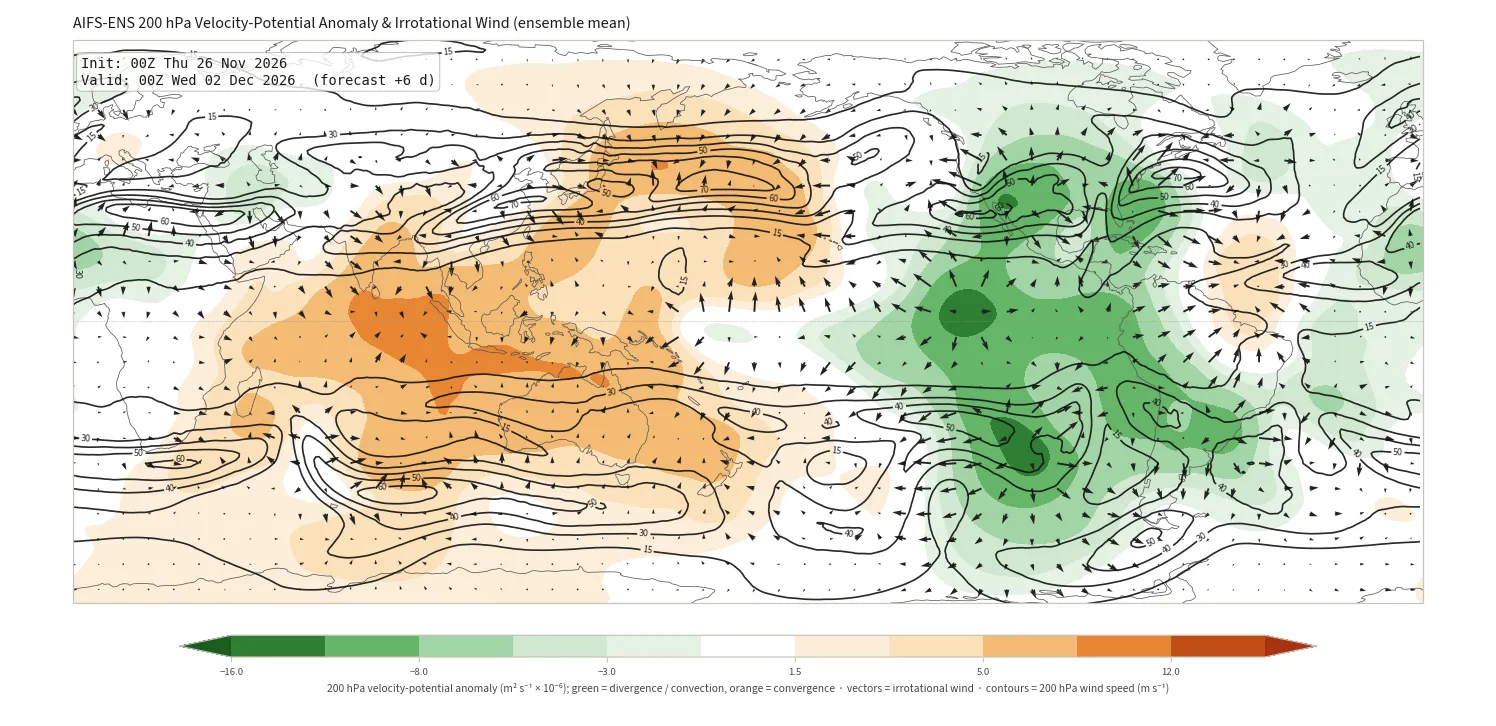 AIFS-ENS 200 hPa Velocity-Potential Anomaly & Irrotational Wind (ensemble mean)
Init: 00Z Thu 26 Nov 2026
Valid: 00Z Wed 02 Dec 2026 (forecast +6 d)
−16.0 −8.0 −3.0 1.5 5.0 12.0
200 hPa velocity-potential anomaly (m² s⁻¹ × 10⁻⁶); green = divergence / convection, orange = convergence · vectors = irrotational wind · contours = 200 hPa wind speed (m s⁻¹)